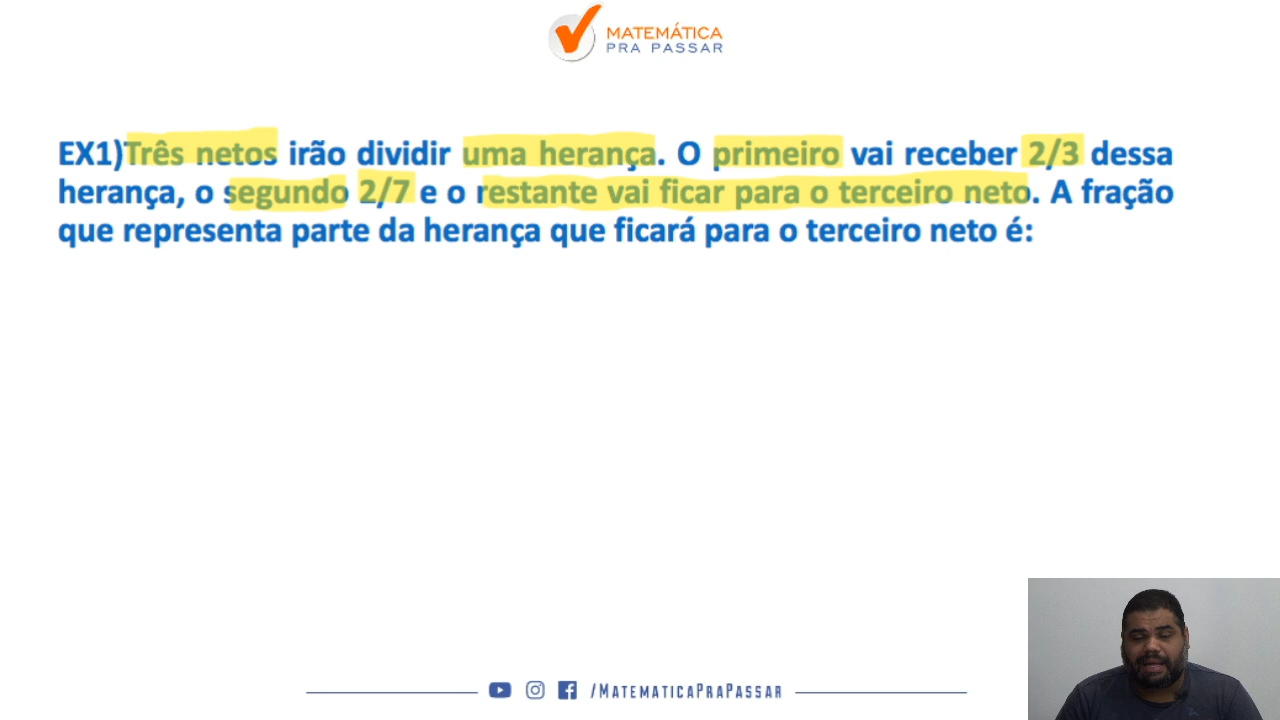 MATEMÁTICA
PRA PASSAR
EX1)Três netos irão dividir uma herança. O primeiro vai receber 2/3 dessa
herança, o segundo 2/7 e o restante vai ficar para o terceiro neto. A fração
que representa parte da herança que ficará para o terceiro neto é:
/MATEMATICAPRAPASSAR